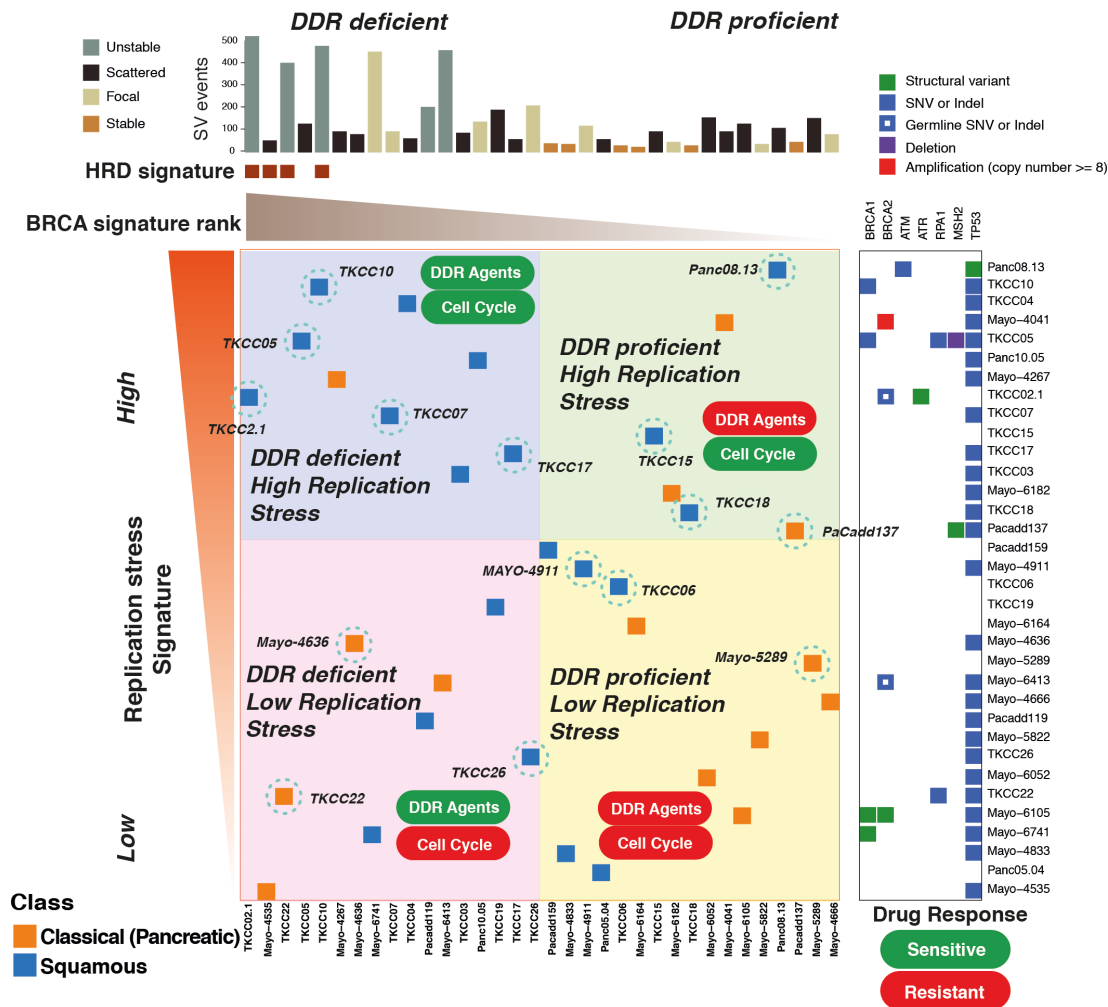 DDR deficient
DDR proficient
Unstable
Scattered
Focal
Stable
SV events
500
400
300
200
100
0
Structural variant
SNV or Indel
Germline SNV or Indel
Deletion
Amplification (copy number >= 8)
HRD signature
BRCA signature rank
BRCA1
BRCA2
ATM
ATR
RPA1
MSH2
TP53
High
Replication stress
Signature
Low
TKCC10
DDR Agents
Cell Cycle
TKCC05
TKCC2.1
TKCC07
TKCC17
DDR deficient
High Replication
Stress
Panc08.13
DDR proficient
High Replication
Stress
DDR Agents
Cell Cycle
TKCC15
TKCC18
PaCadd137
Mayo-4636
DDR deficient
Low Replication
Stress
TKCC26
TKCC22
DDR Agents
Cell Cycle
MAYO-4911
TKCC06
Mayo-5289
DDR proficient
Low Replication
Stress
DDR Agents
Cell Cycle
Panc08.13
TKCC10
TKCC04
Mayo-4041
TKCC05
Panc10.05
Mayo-4267
TKCC02.1
TKCC07
TKCC15
TKCC17
TKCC03
Mayo-6182
TKCC18
Pacadd137
Pacadd159
Mayo-4911
TKCC06
TKCC19
Mayo-6164
Mayo-4636
Mayo-5289
Mayo-6413
Mayo-4666
Pacadd119
Mayo-5822
TKCC26
Mayo-6052
TKCC22
Mayo-6105
Mayo-6741
Mayo-4833
Panc05.04
Mayo-4535
TKCC02.1
Mayo-4535
TKCC22
TKCC05
TKCC10
Mayo-4267
Mayo-4636
Mayo-6741
TKCC07
TKCC04
Pacadd119
Mayo-6413
TKCC03
Panc10.05
TKCC19
TKCC17
TKCC26
Pacadd159
Mayo-4833
Mayo-4911
Panc05.04
TKCC06
Mayo-6164
TKCC15
Mayo-6182
TKCC18
Mayo-6052
Mayo-4041
Mayo-6105
Mayo-5822
Panc08.13
Pacadd137
Mayo-5289
Mayo-4666
Class
Classical (Pancreatic)
Squamous
Drug Response
Sensitive
Resistant